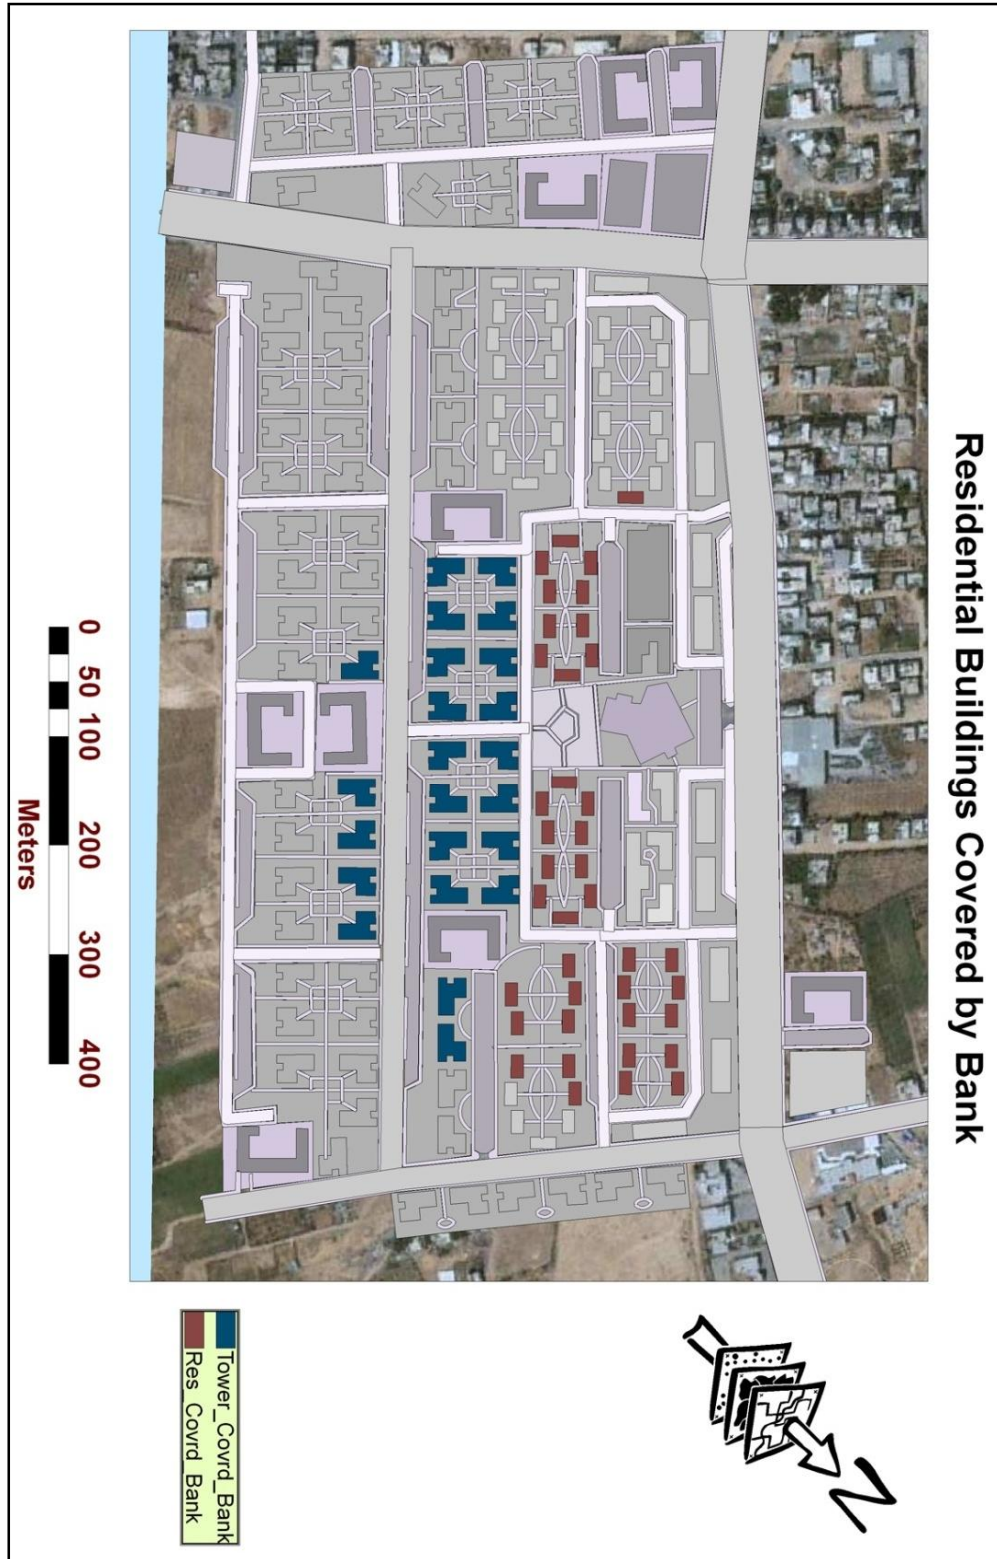 Residential Buildings Covered by Bank
N
0 50 100 200 300 400
Meters
Tower_Covrd_Bank
Res_Covrd_Bank